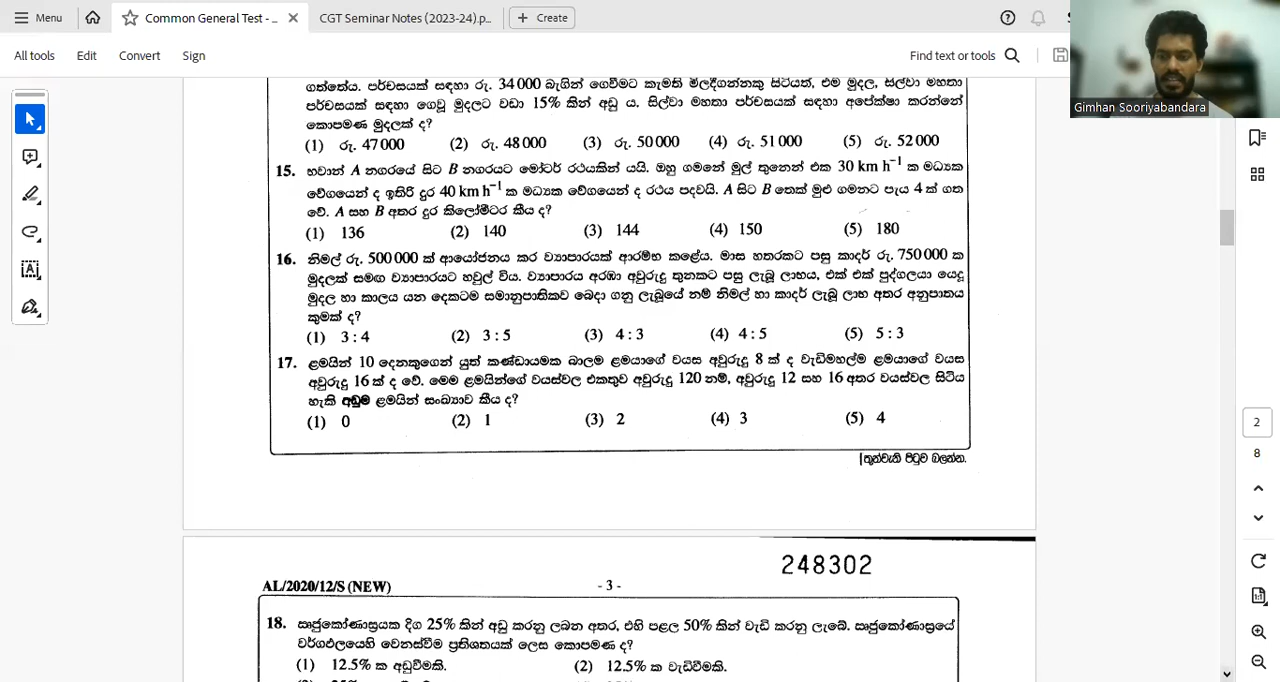 Menu
Common General Test - ...
CGT Seminar Notes (2023-24).p...
Create
All tools
Edit
Convert
Sign
Find text or tools
Gimhan Sooriyabandara
ගත්තේය. පර්චසයක් සඳහා රු. 34 000 බැගින් ගෙවීමට කැමති මිලදීගන්නකු සිටියත්, එම මුදල, සිල්වා මහතා
පර්චසයක් සඳහා ගෙවූ මුදලට වඩා 15% කින් අඩු ය. සිල්වා මහතා පර්චසයක් සඳහා අපේක්ෂා කරන්නේ
කොපමණ මුදලක් ද?
(1) රු. 47 000 (2) රු. 48 000 (3) රු. 50 000 (4) රු. 51 000 (5) රු. 52 000
15. භවාන් A නගරයේ සිට B නගරයට මෝටර් රථයකින් යයි. ඔහු ගමනේ මුල් තුනෙන් එක 30 km h⁻¹ ක මධ්‍යක
වේගයෙන් ද ඉතිරි දුර 40 km h⁻¹ ක මධ්‍යක වේගයෙන් ද රථය පදවයි. A සිට B තෙක් මුළු ගමනට පැය 4 ක් ගත
වේ. A සහ B අතර දුර කිලෝමීටර කීය ද?
(1) 136 (2) 140 (3) 144 (4) 150 (5) 180
16. නිමල් රු. 500 000 ක් ආයෝජනය කර ව්‍යාපාරයක් ආරම්භ කළේය. මාස හතරකට පසු කාදර් රු. 750 000 ක
මුදලක් සමඟ ව්‍යාපාරයට හවුල් විය. ව්‍යාපාරය අරඹා අවුරුදු තුනකට පසු ලැබූ ලාභය, එක් එක් පුද්ගලයා යෙදූ
මුදල හා කාලය යන දෙකටම සමානුපාතිකව බෙදා ගනු ලැබූයේ නම් නිමල් හා කාදර් ලැබූ ලාභ අතර අනුපාතය
කුමක් ද?
(1) 3 : 4 (2) 3 : 5 (3) 4 : 3 (4) 4 : 5 (5) 5 : 3
17. ළමයින් 10 දෙනකුගෙන් යුත් කණ්ඩායමක බාලම ළමයාගේ වයස අවුරුදු 8 ක් ද වැඩිමහල්ම ළමයාගේ වයස
අවුරුදු 16 ක් ද වේ. මෙම ළමයින්ගේ වයස්වල එකතුව අවුරුදු 120 නම්, අවුරුදු 12 සහ 16 අතර වයස්වල සිටිය
හැකි අඩුම ළමයින් සංඛ්‍යාව කීය ද?
(1) 0 (2) 1 (3) 2 (4) 3 (5) 4
[තුන්වැනි පිටුව බලන්න.
2
8
248302
AL/2020/12/S (NEW) - 3 -
18. සෘජුකෝණාස්‍රයක දිග 25% කින් අඩු කරනු ලබන අතර, එහි පළල 50% කින් වැඩි කරනු ලැබේ. සෘජුකෝණාස්‍රයේ
වර්ගඵලයෙහි වෙනස්වීම ප්‍රතිශතයක් ලෙස කොපමණ ද?
(1) 12.5% ක අඩුවීමකි. (2) 12.5% ක වැඩිවීමකි.